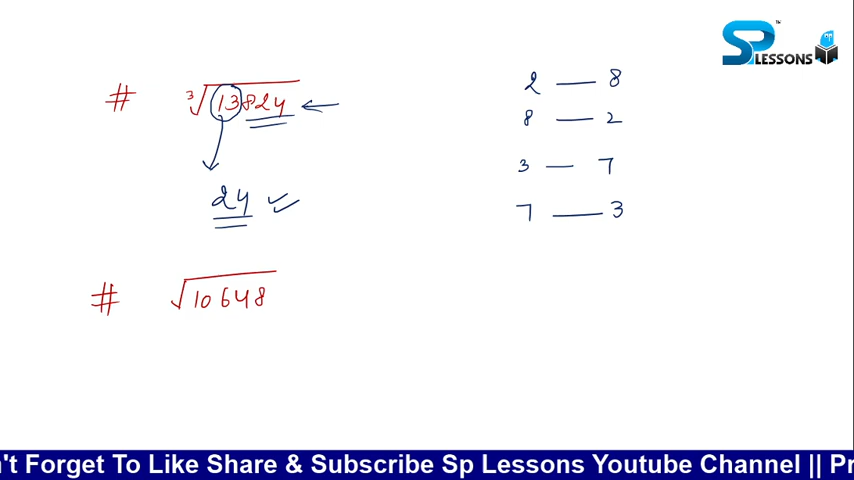 SP LESSONS
# ∛13824
24
2 — 8
8 — 2
3 — 7
7 — 3
# √10648
n't Forget To Like Share & Subscribe Sp Lessons Youtube Channel || Pr